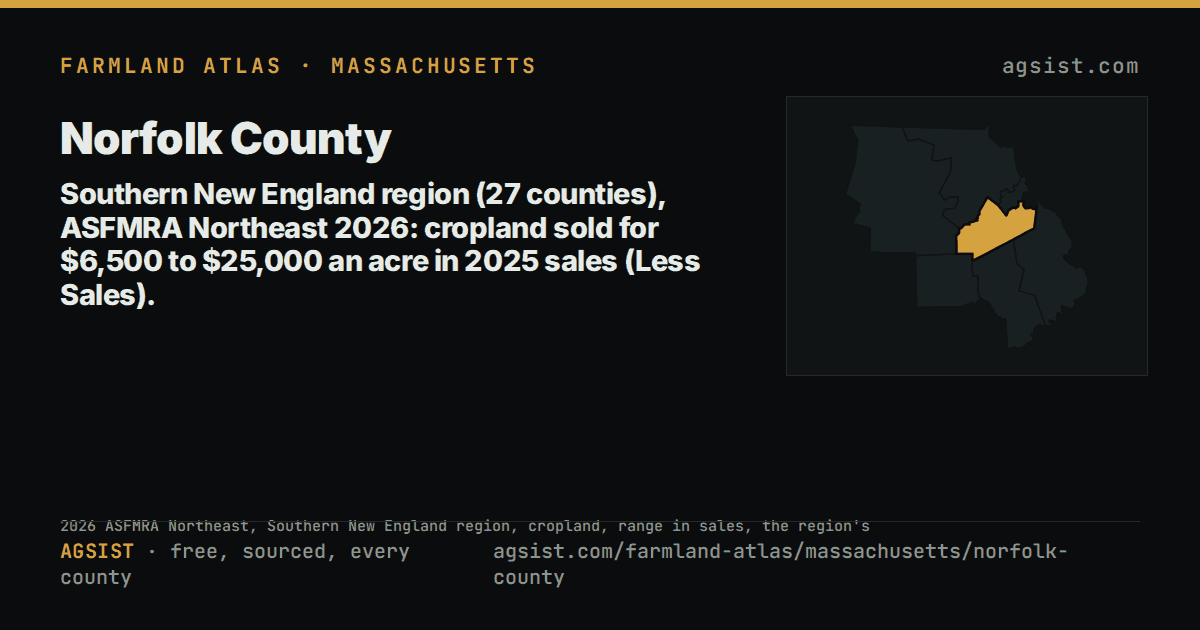 FARMLAND ATLAS · MASSACHUSETTS
agsist.com
Norfolk County
Southern New England region (27 counties),
ASFMRA Northeast 2026: cropland sold for
$6,500 to $25,000 an acre in 2025 sales (Less
Sales).
2026 ASFMRA Northeast, Southern New England region, cropland, range in sales, the region's
AGSIST · free, sourced, every
county
agsist.com/farmland-atlas/massachusetts/norfolk-
county